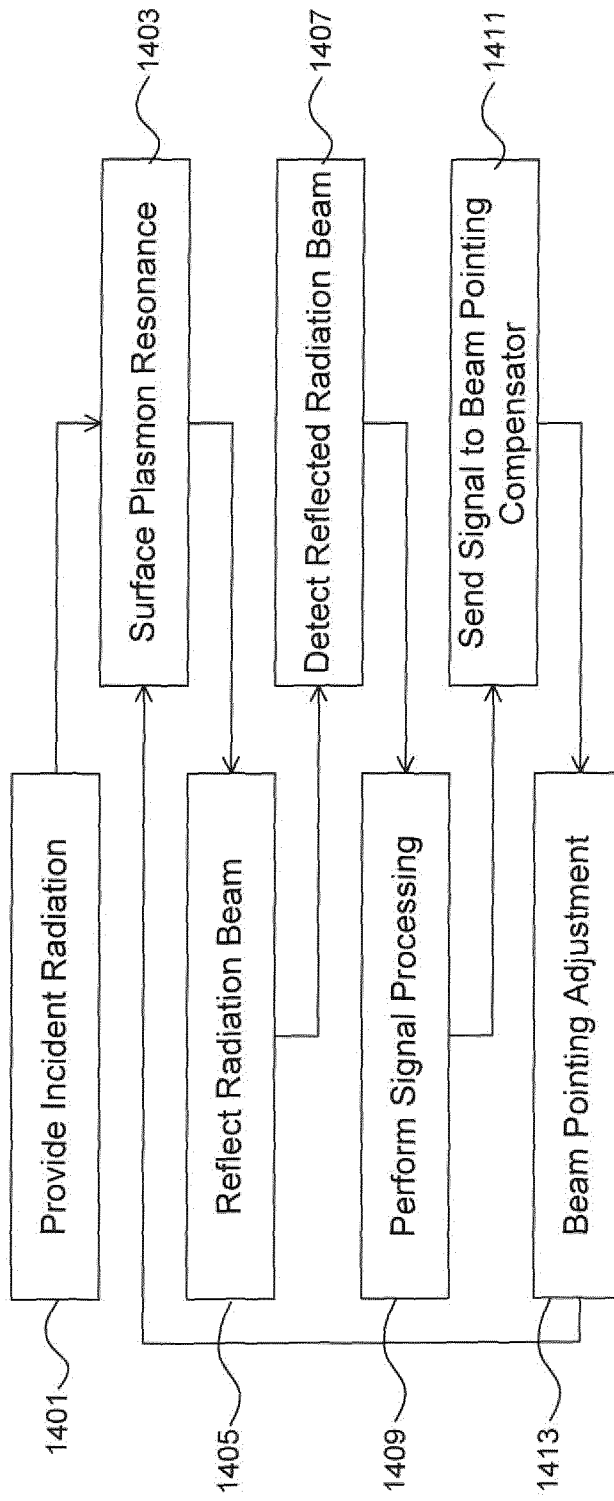 1401
Provide Incident Radiation
1403
Surface Plasmon Resonance
1405
Reflect Radiation Beam
1407
Detect Reflected Radiation Beam
1409
Perform Signal Processing
1411
Send Signal to Beam Pointing
Compensator
1413
Beam Pointing Adjustment